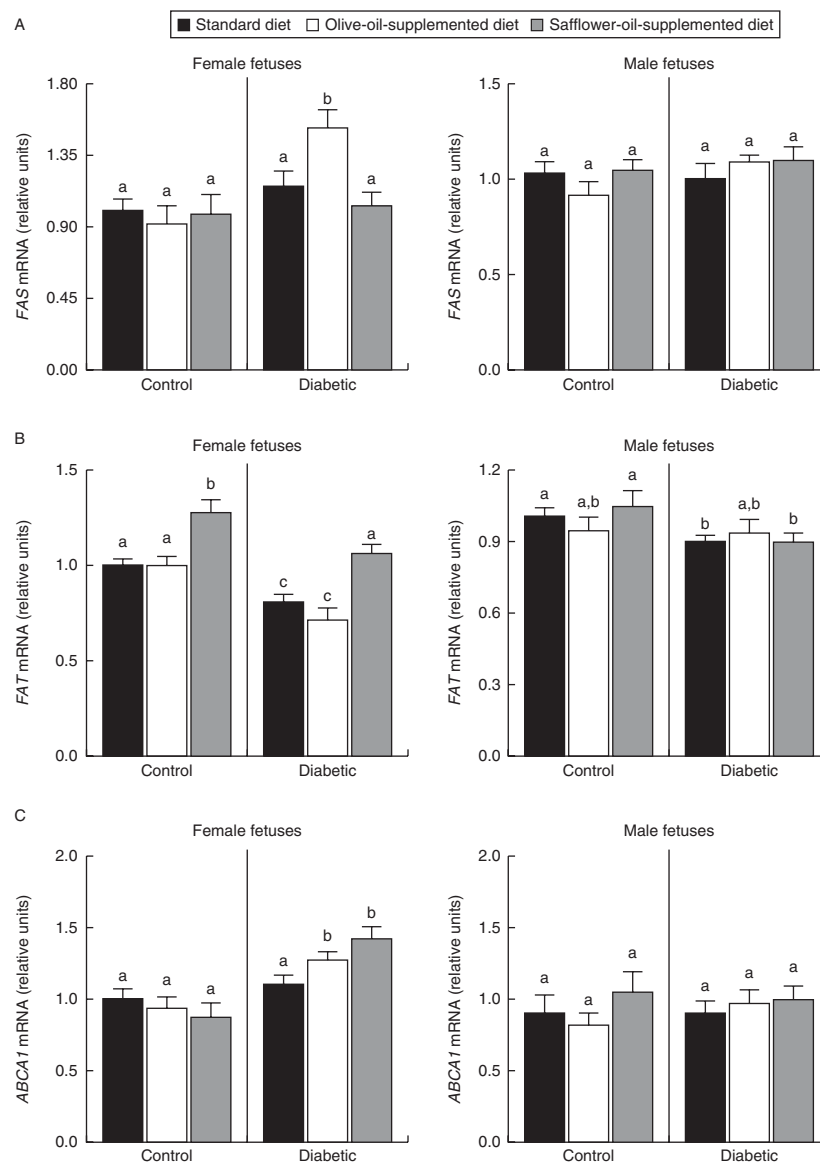 A
Standard diet Olive-oil-supplemented diet Safflower-oil-supplemented diet
Female fetuses
1.80
1.35
0.90
0.45
0.00
FAS mRNA (relative units)
a a a a b a
Control Diabetic
Male fetuses
1.5
1.0
0.5
0.0
FAS mRNA (relative units)
a a a a a a
Control Diabetic
B
Female fetuses
1.5
1.0
0.5
0.0
FAT mRNA (relative units)
a a b c c a
Control Diabetic
Male fetuses
1.2
0.9
0.6
0.3
0.0
FAT mRNA (relative units)
a a,b a b a,b b
Control Diabetic
C
Female fetuses
2.0
1.5
1.0
0.5
0.0
ABCA1 mRNA (relative units)
a a a a b b
Control Diabetic
Male fetuses
2.0
1.5
1.0
0.5
0.0
ABCA1 mRNA (relative units)
a a a a a a
Control Diabetic